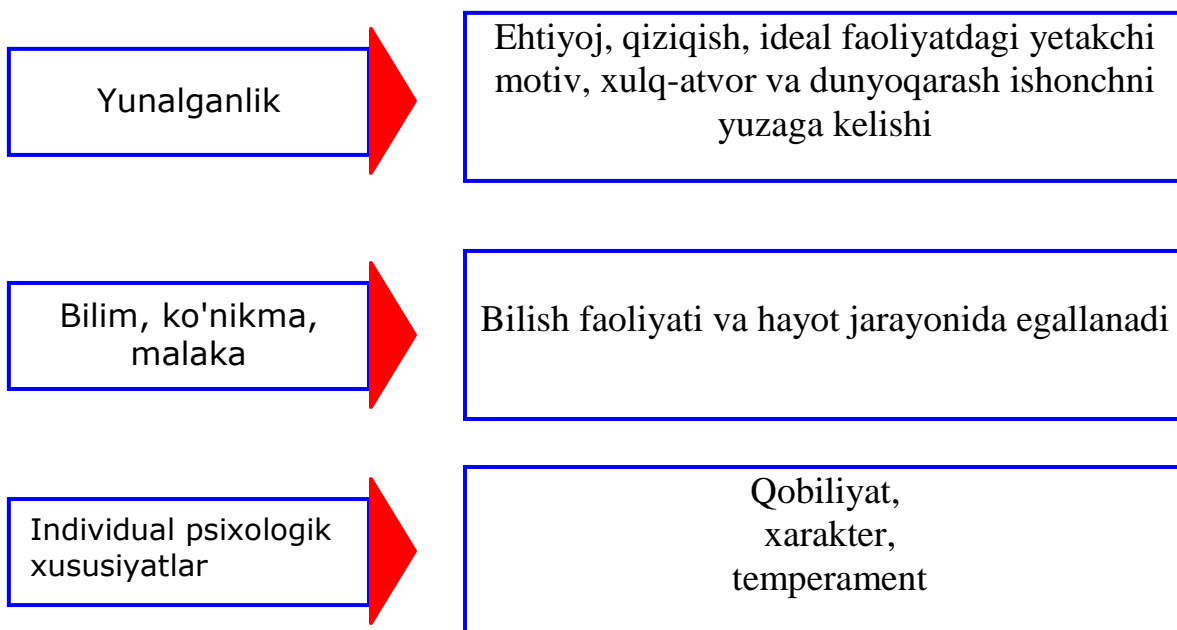 Yunalganlik
Ehtiyoj, qiziqish, ideal faoliyatdagi yetakchi
motiv, xulq-atvor va dunyoqarash ishonchni
yuzaga kelishi
Bilim, ko'nikma,
malaka
Bilish faoliyati va hayot jarayonida egallanadi
Individual psixologik
xususiyatlar
Qobiliyat,
xarakter,
temperament